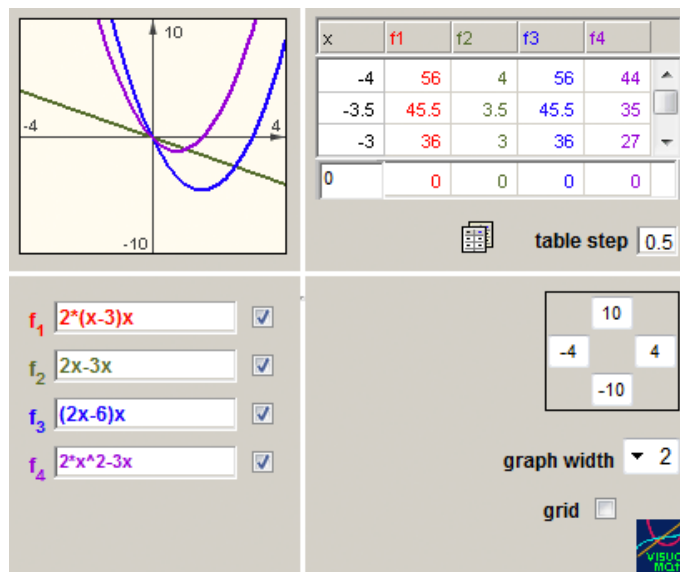 10
-4
4
-10
x f1 f2 f3 f4
-4 56 4 56 44
-3.5 45.5 3.5 45.5 35
-3 36 3 36 27
0 0 0 0 0
table step 0.5
f1 2*(x-3)x
f2 2x-3x
f3 (2x-6)x
f4 2*x^2-3x
10
-4 4
-10
graph width 2
grid